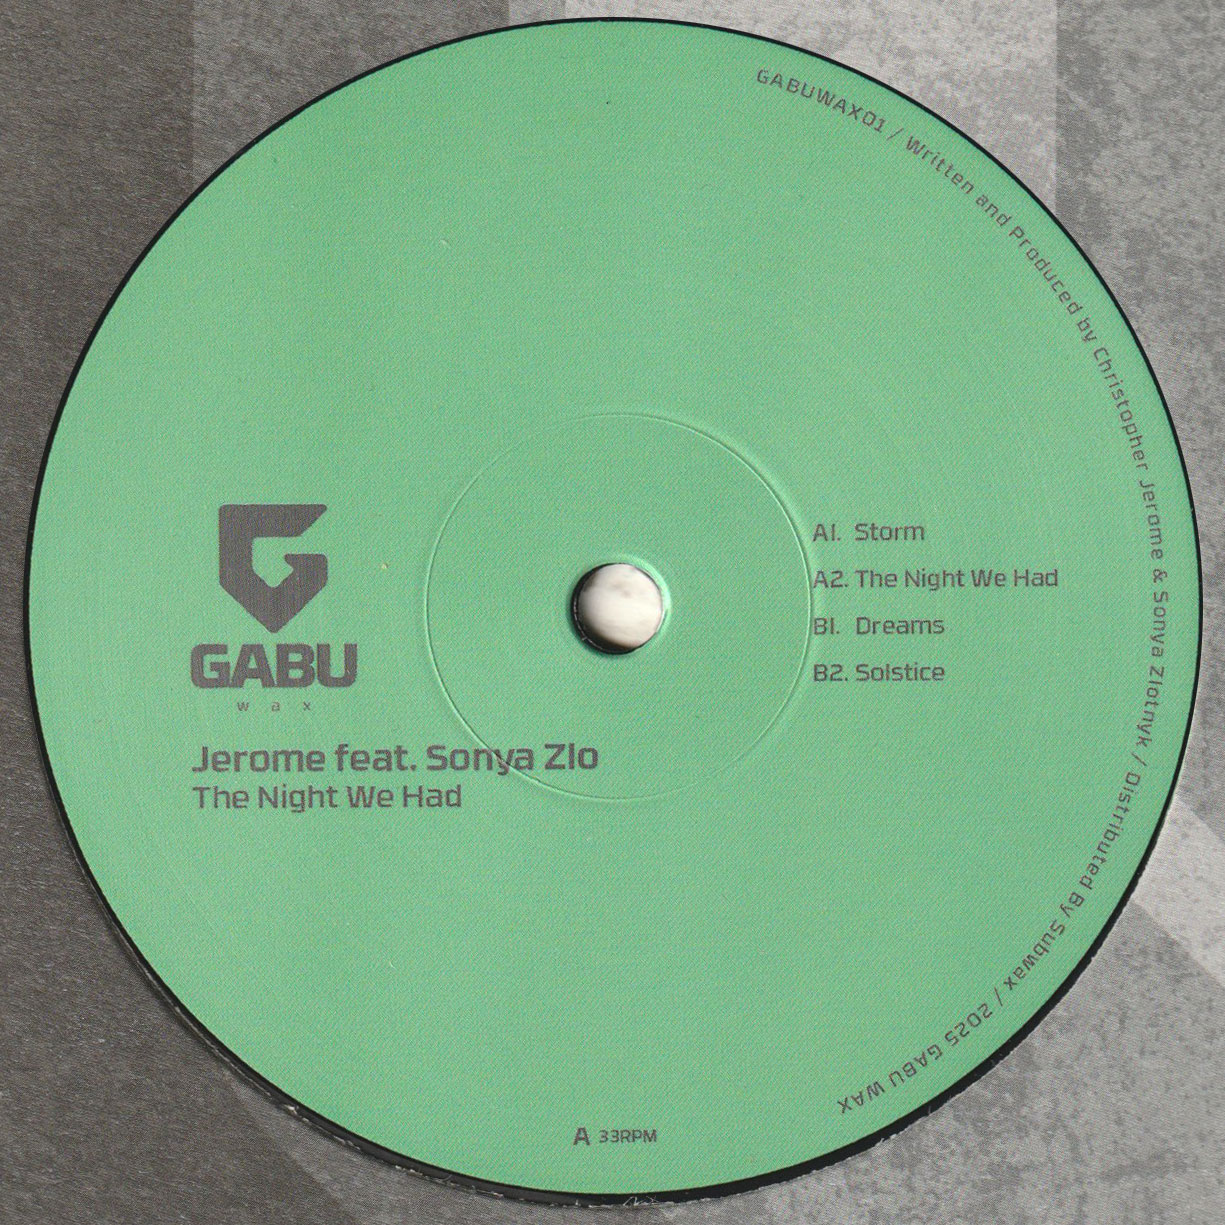 GABUWAX01 / Written and Produced by Christopher Jerome & Sonya Zlotnyk / Distributed By Subwax / 2025 GABU WAX
GABU
wax
Jerome feat. Sonya Zlo
The Night We Had
A1. Storm
A2. The Night We Had
B1. Dreams
B2. Solstice
A 33RPM